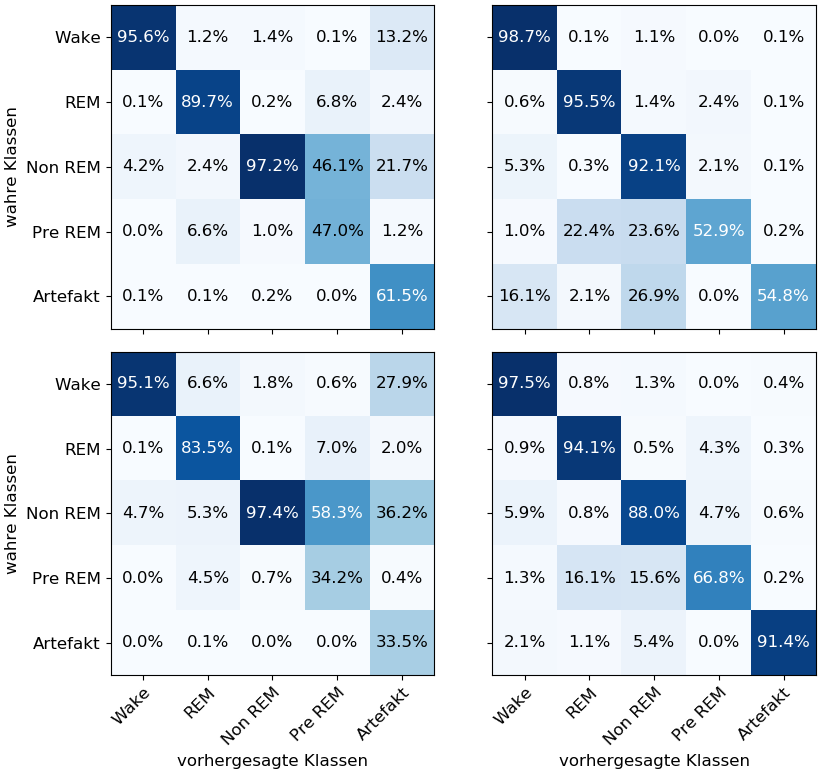 Wake 95.6% 1.2% 1.4% 0.1% 13.2% 98.7% 0.1% 1.1% 0.0% 0.1%
REM 0.1% 89.7% 0.2% 6.8% 2.4% 0.6% 95.5% 1.4% 2.4% 0.1%
Non REM 4.2% 2.4% 97.2% 46.1% 21.7% 5.3% 0.3% 92.1% 2.1% 0.1%
Pre REM 0.0% 6.6% 1.0% 47.0% 1.2% 1.0% 22.4% 23.6% 52.9% 0.2%
Artefakt 0.1% 0.1% 0.2% 0.0% 61.5% 16.1% 2.1% 26.9% 0.0% 54.8%
wahre Klassen
Wake 95.1% 6.6% 1.8% 0.6% 27.9% 97.5% 0.8% 1.3% 0.0% 0.4%
REM 0.1% 83.5% 0.1% 7.0% 2.0% 0.9% 94.1% 0.5% 4.3% 0.3%
Non REM 4.7% 5.3% 97.4% 58.3% 36.2% 5.9% 0.8% 88.0% 4.7% 0.6%
Pre REM 0.0% 4.5% 0.7% 34.2% 0.4% 1.3% 16.1% 15.6% 66.8% 0.2%
Artefakt 0.0% 0.1% 0.0% 0.0% 33.5% 2.1% 1.1% 5.4% 0.0% 91.4%
wahre Klassen
Wake REM Non REM Pre REM Artefakt Wake REM Non REM Pre REM Artefakt
vorhergesagte Klassen vorhergesagte Klassen